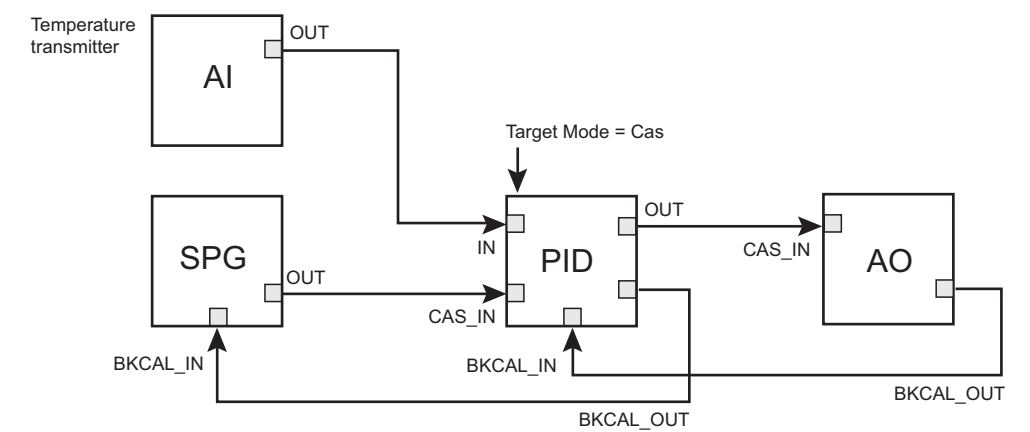 Temperature
transmitter
AI
OUT
Target Mode = Cas
SPG
OUT
BKCAL_IN
IN
CAS_IN
PID
OUT
BKCAL_IN
BKCAL_OUT
CAS_IN
AO
BKCAL_OUT